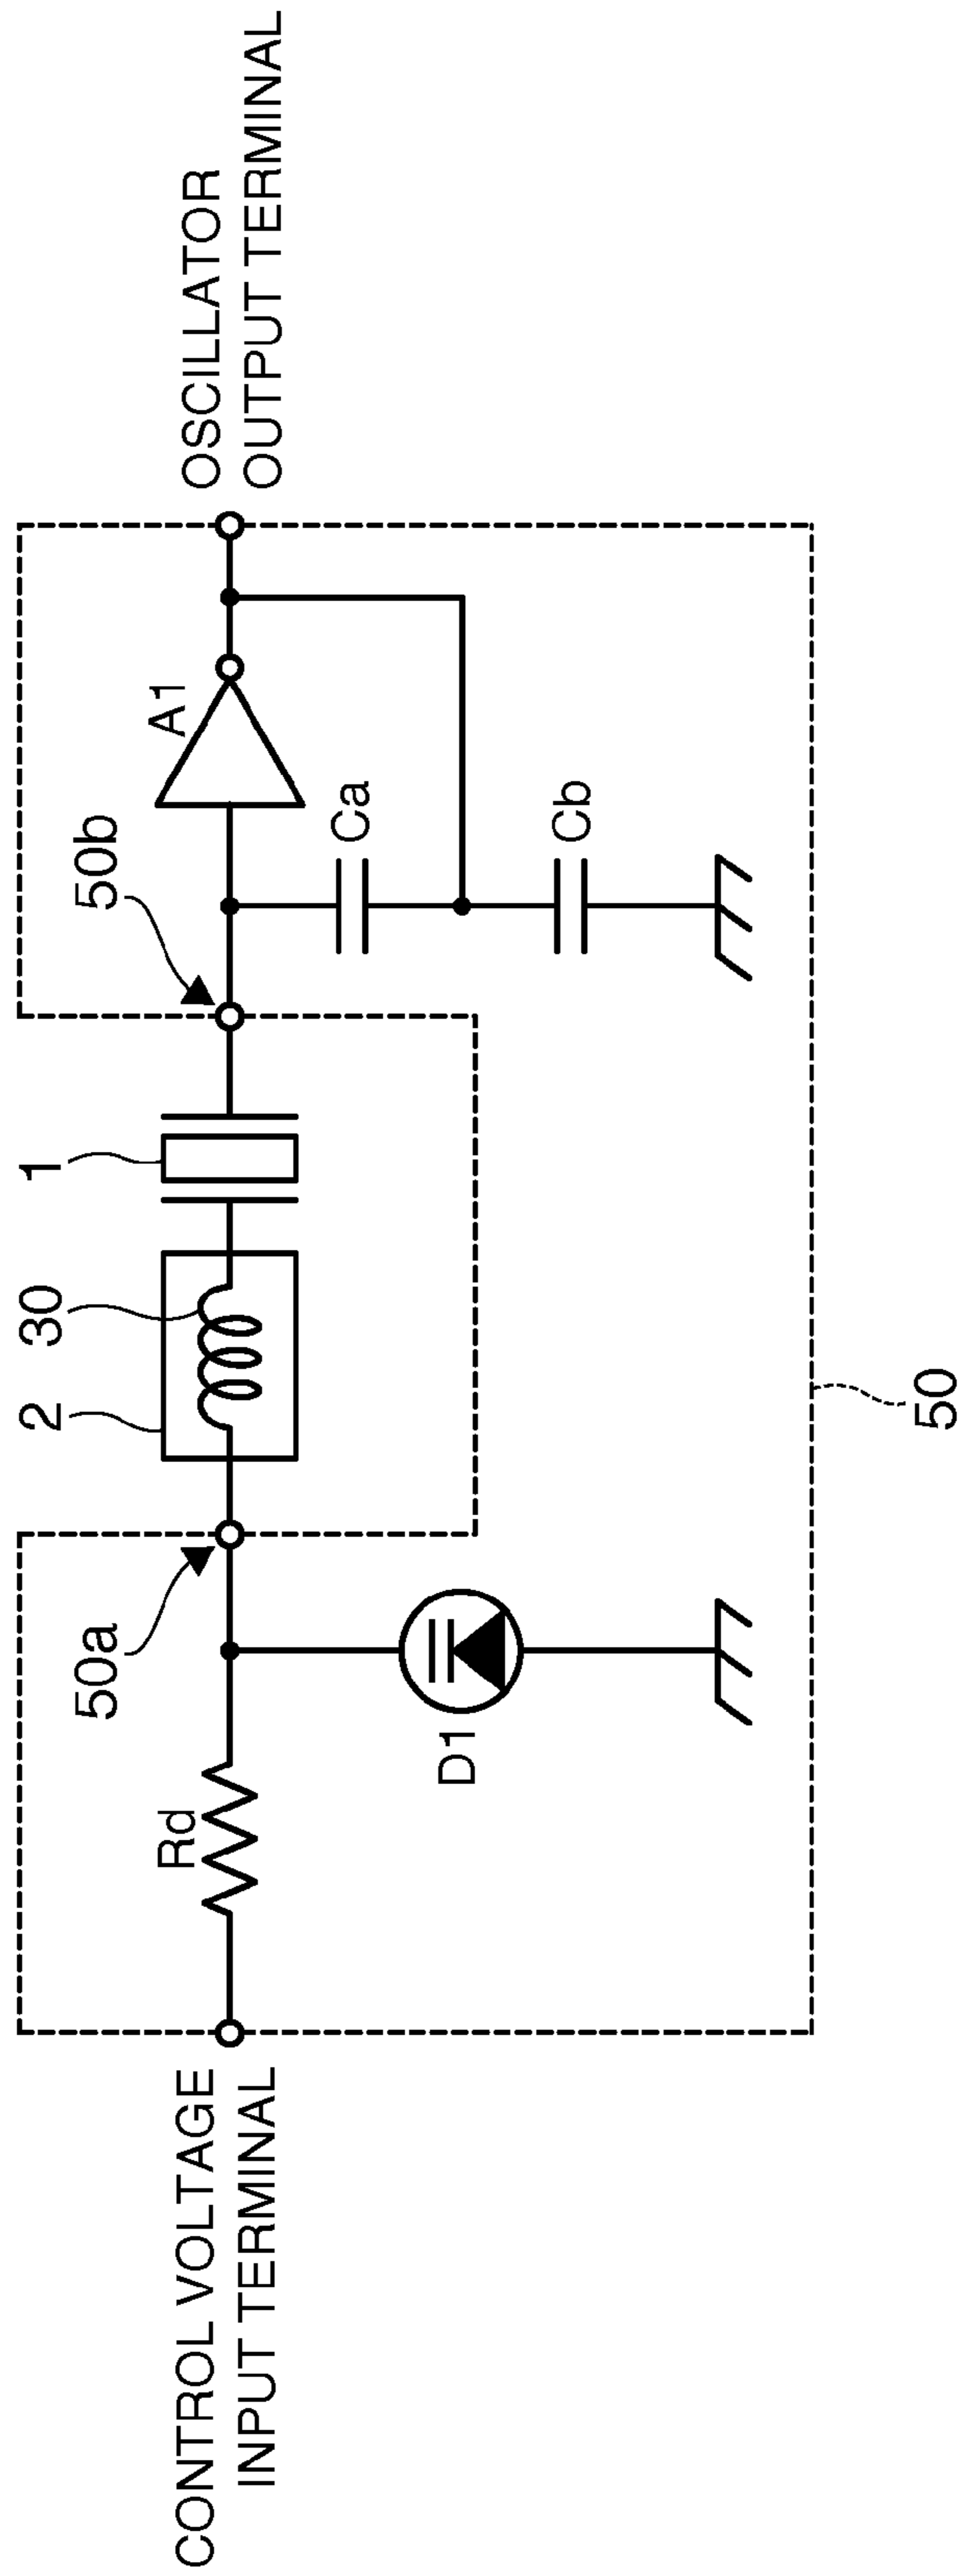 CONTROL VOLTAGE
INPUT TERMINAL
Rd
D1
50a
2
30
1
50b
A1
Ca
Cb
OSCILLATOR
OUTPUT TERMINAL
50